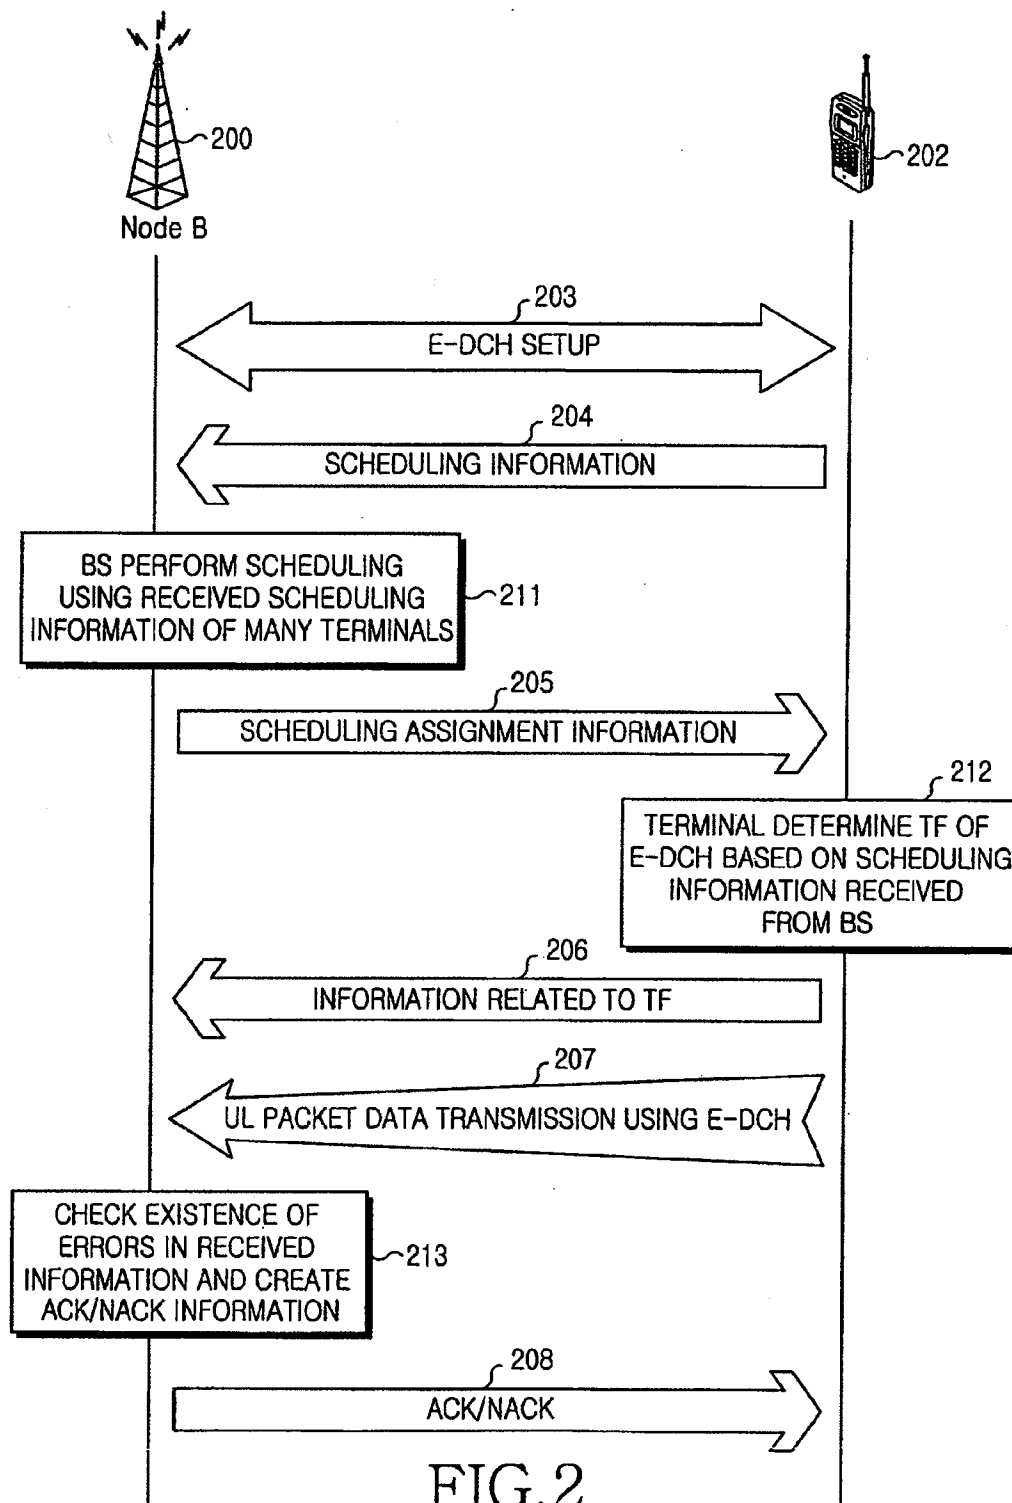 200
202
Node B
203
E-DCH SETUP
204
SCHEDULING INFORMATION
BS PERFORM SCHEDULING
USING RECEIVED SCHEDULING
INFORMATION OF MANY TERMINALS
211
205
SCHEDULING ASSIGNMENT INFORMATION
212
TERMINAL DETERMINE TF OF
E-DCH BASED ON SCHEDULING
INFORMATION RECEIVED
FROM BS
206
INFORMATION RELATED TO TF
207
UL PACKET DATA TRANSMISSION USING E-DCH
CHECK EXISTENCE OF
ERRORS IN RECEIVED
INFORMATION AND CREATE
ACK/NACK INFORMATION
213
208
ACK/NACK
FIG.2